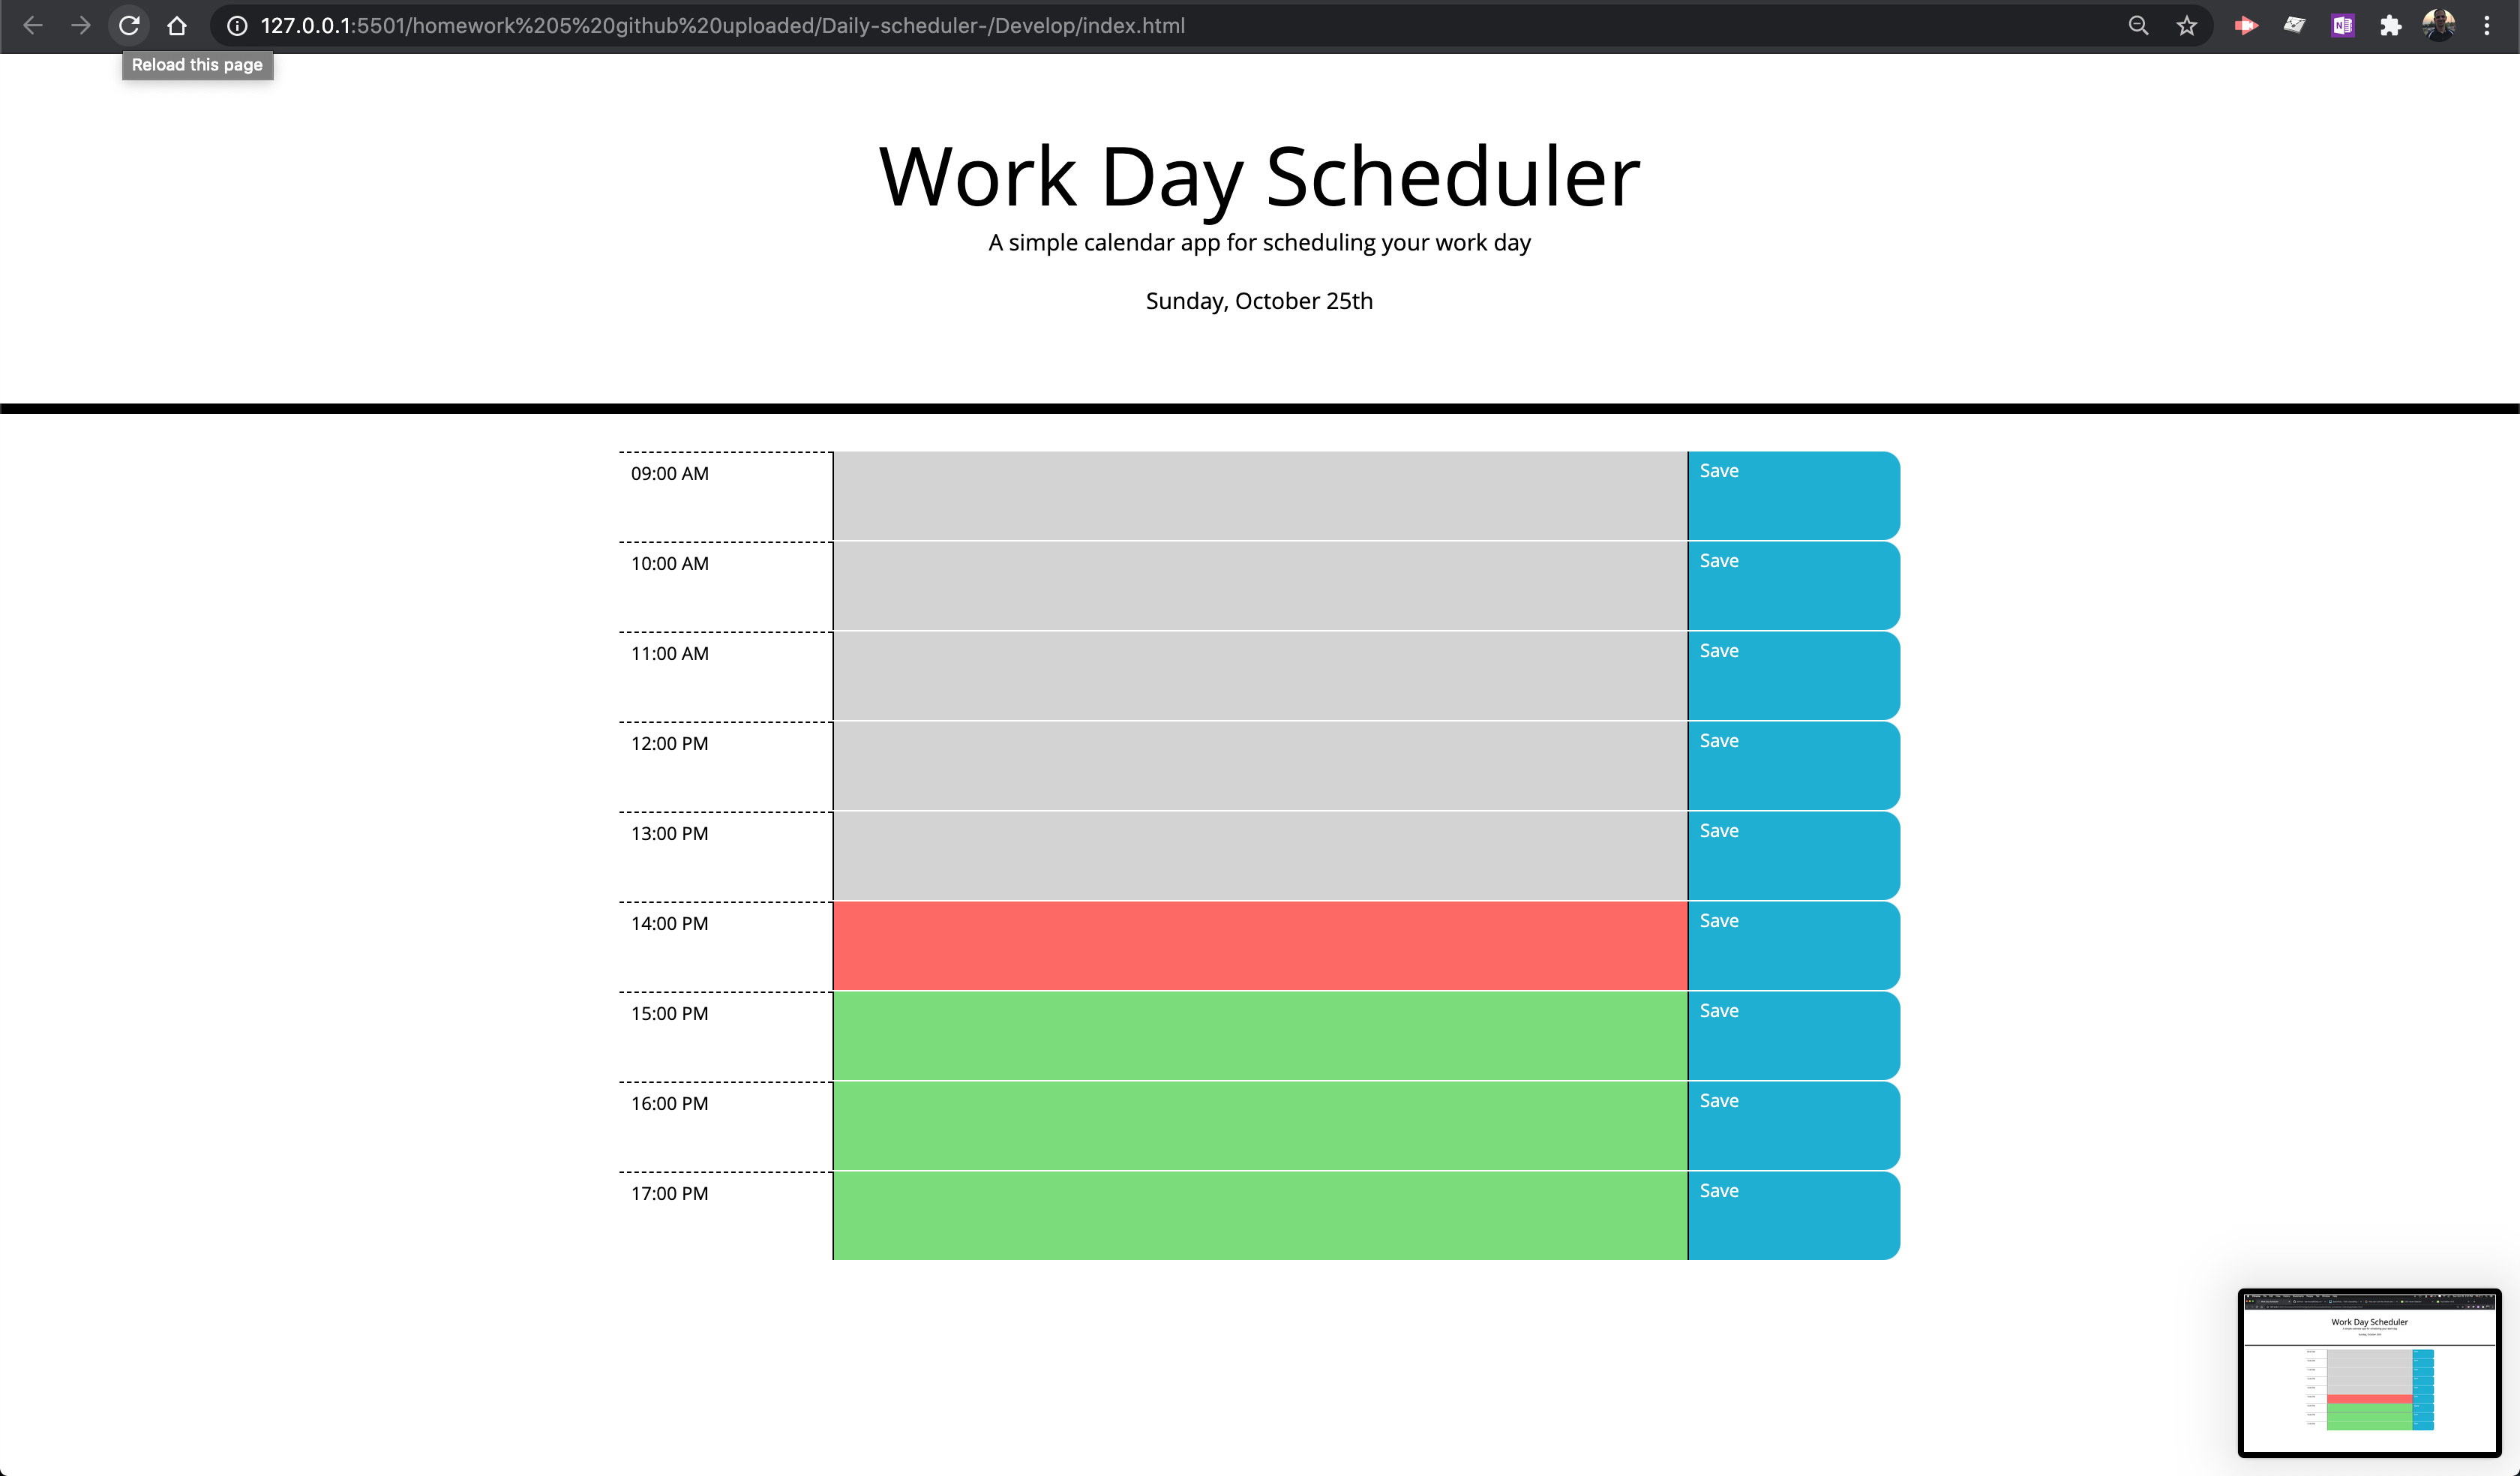 127.0.0.1:5501/homework%205%20github%20uploaded/Daily-scheduler-/Develop/index.html
Reload this page
Work Day Scheduler
A simple calendar app for scheduling your work day
Sunday, October 25th
09:00 AM Save
10:00 AM Save
11:00 AM Save
12:00 PM Save
13:00 PM Save
14:00 PM Save
15:00 PM Save
16:00 PM Save
17:00 PM Save
Work Day Scheduler